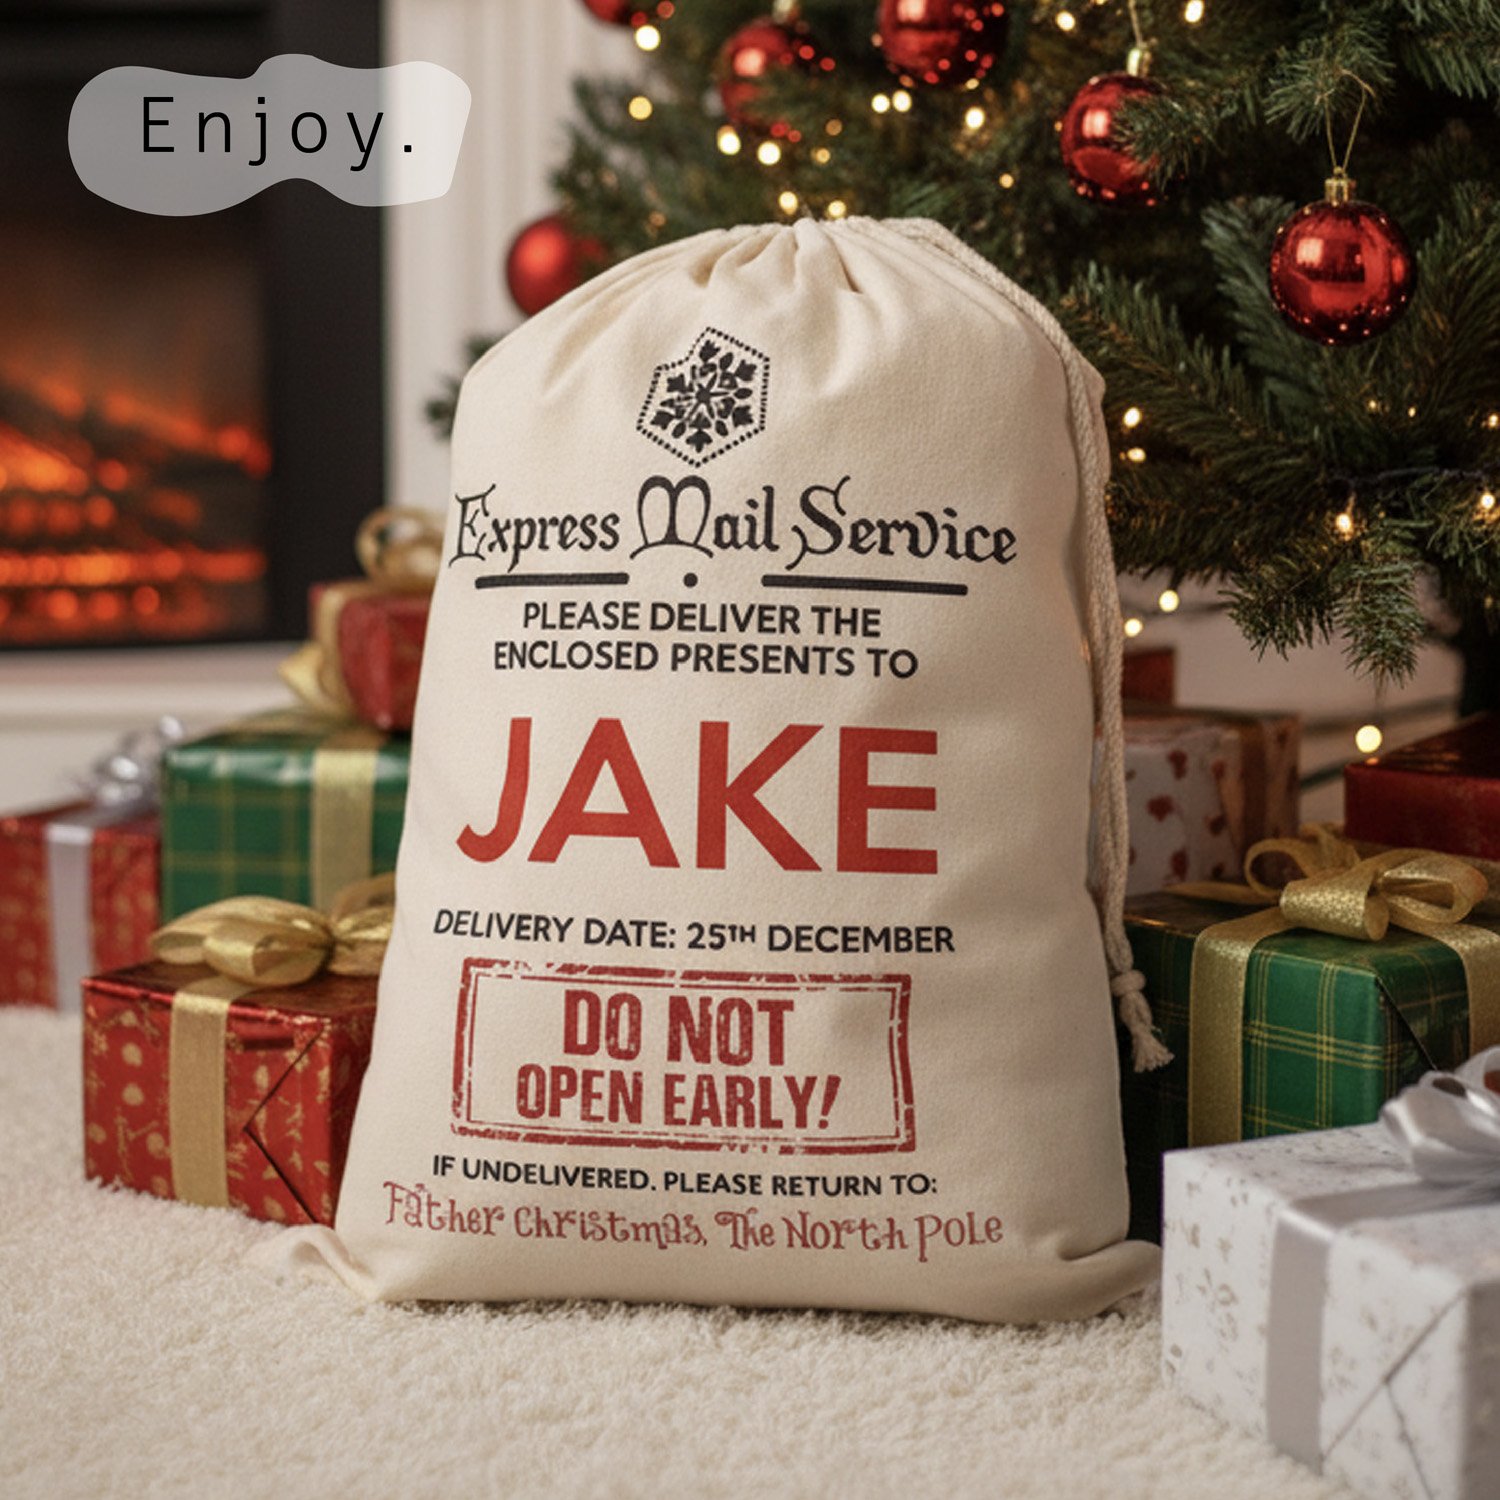 Enjoy.
Express Mail Service
PLEASE DELIVER THE
ENCLOSED PRESENTS TO
JAKE
DELIVERY DATE: 25TH DECEMBER
DO NOT
OPEN EARLY!
IF UNDELIVERED. PLEASE RETURN TO:
Father Christmas, The North Pole